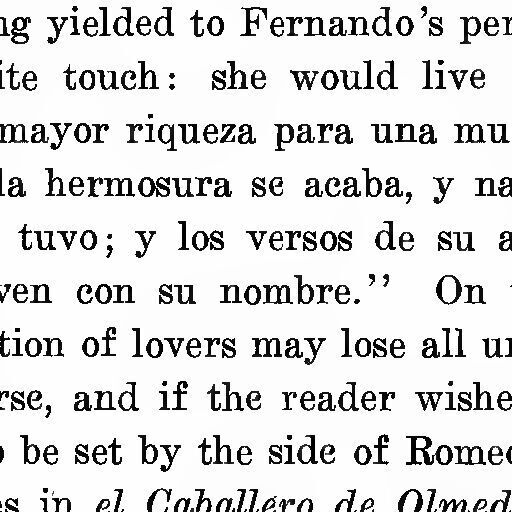 ng yielded to Fernando's per
ite touch: she would live
mayor riqueza para una mu
la hermosura se acaba, y na
tuvo; y los versos de su a
ven con su nombre." On
tion of lovers may lose all un
rse, and if the reader wishe
be set by the side of Romeo
es in el Caballero de Olmed